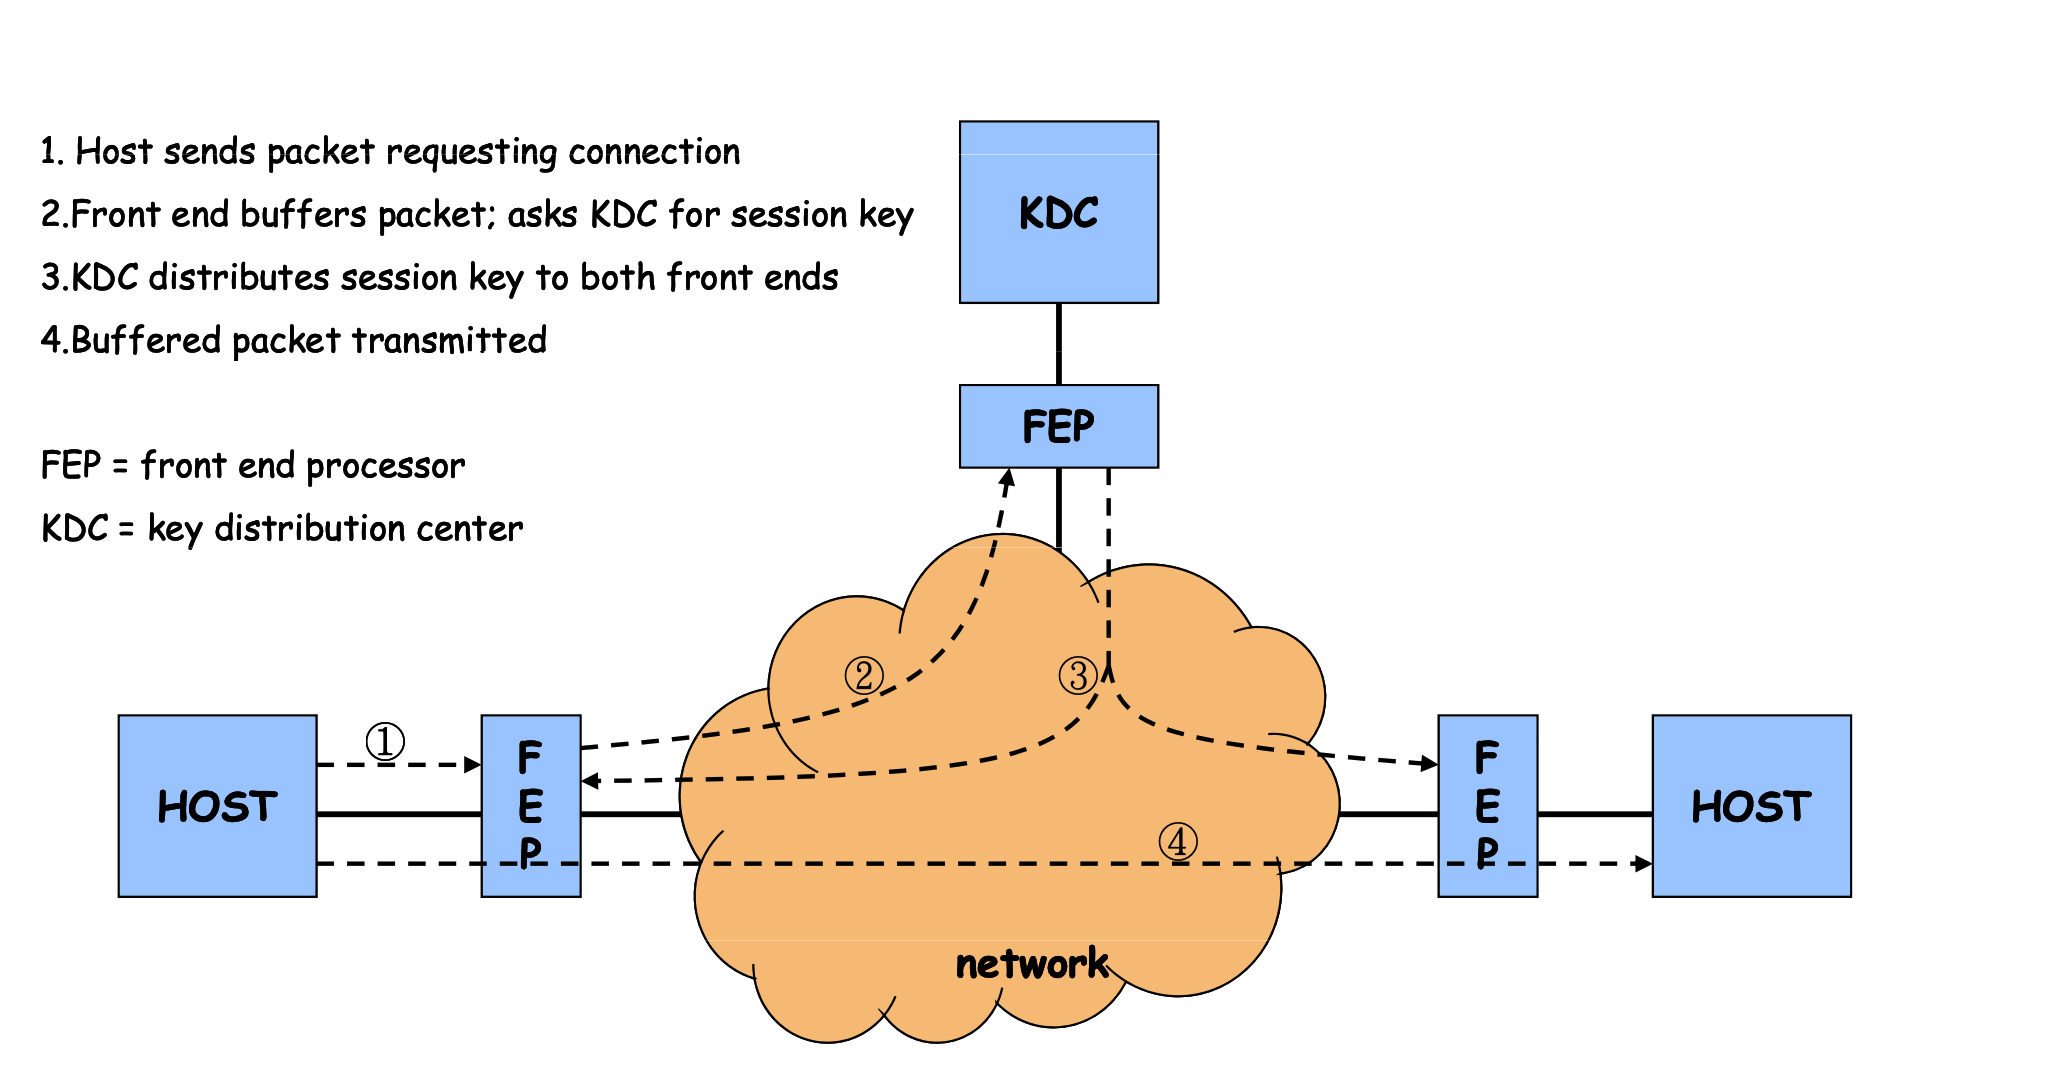 1. Host sends packet requesting connection
2.Front end buffers packet; asks KDC for session key
3.KDC distributes session key to both front ends
4.Buffered packet transmitted
FEP = front end processor
KDC = key distribution center
KDC
FEP
②
③
①
HOST
FEP
FEP
HOST
④
network